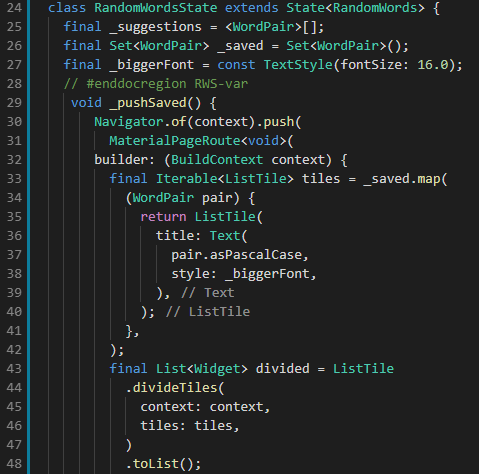 24 class RandomWordsState extends State<RandomWords> {
25   final _suggestions = <WordPair>[];
26   final Set<WordPair> _saved = Set<WordPair>();
27   final _biggerFont = const TextStyle(fontSize: 16.0);
28   // #enddocregion RWS-var
29    void _pushSaved() {
30       Navigator.of(context).push(
31         MaterialPageRoute<void>(
32       builder: (BuildContext context) {
33         final Iterable<ListTile> tiles = _saved.map(
34           (WordPair pair) {
35             return ListTile(
36               title: Text(
37                 pair.asPascalCase,
38                 style: _biggerFont,
39               ), // Text
40             ); // ListTile
41           },
42         );
43         final List<Widget> divided = ListTile
44           .divideTiles(
45             context: context,
46             tiles: tiles,
47           )
48           .toList();